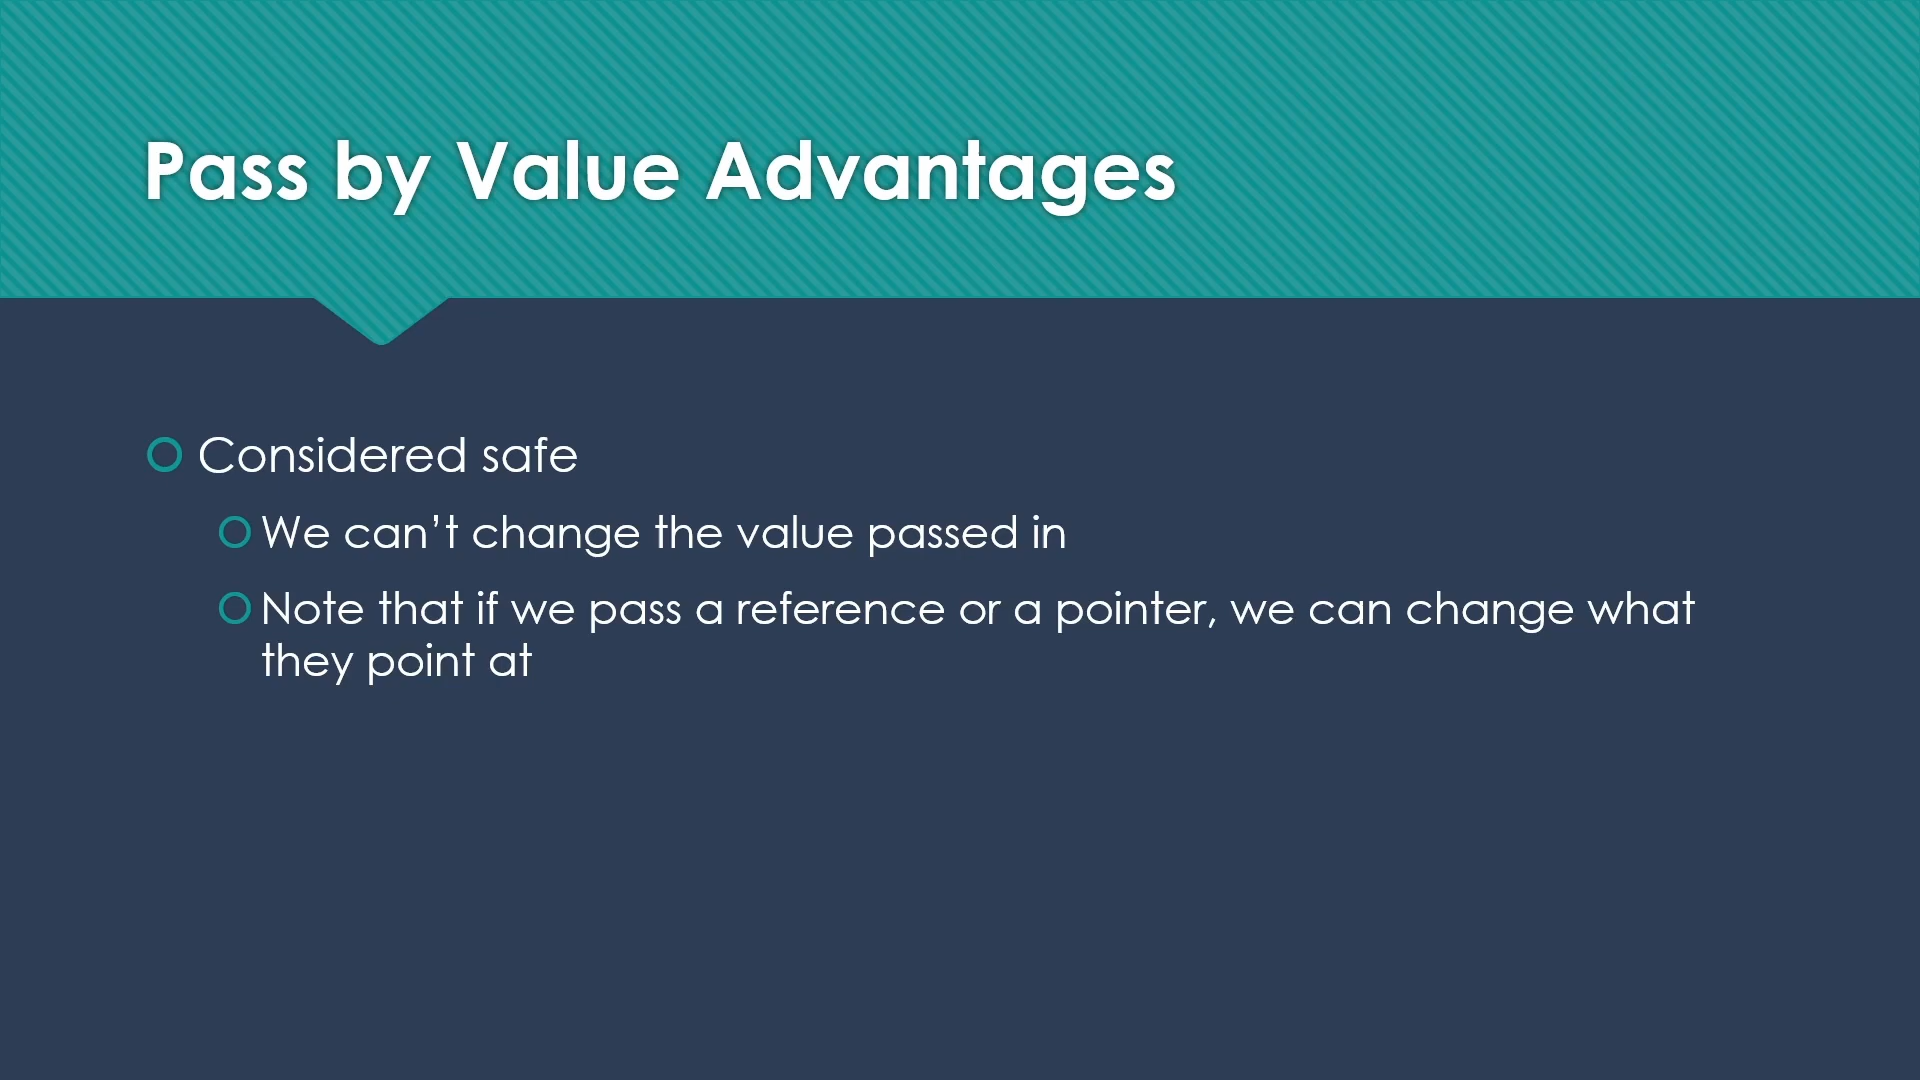 Pass by Value Advantages
Considered safe
We can’t change the value passed in
Note that if we pass a reference or a pointer, we can change what
they point at